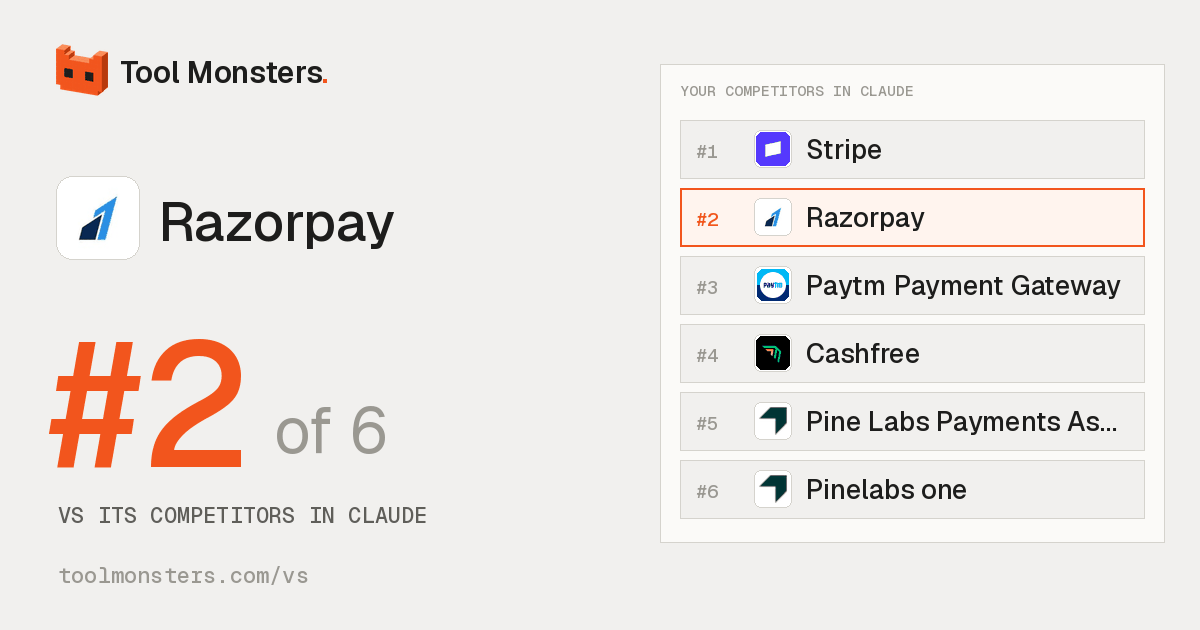 Tool Monsters.
Razorpay
#2 of 6
VS ITS COMPETITORS IN CLAUDE
toolmonsters.com/vs
YOUR COMPETITORS IN CLAUDE
#1 Stripe
#2 Razorpay
#3 Paytm Payment Gateway
#4 Cashfree
#5 Pine Labs Payments As...
#6 Pinelabs one